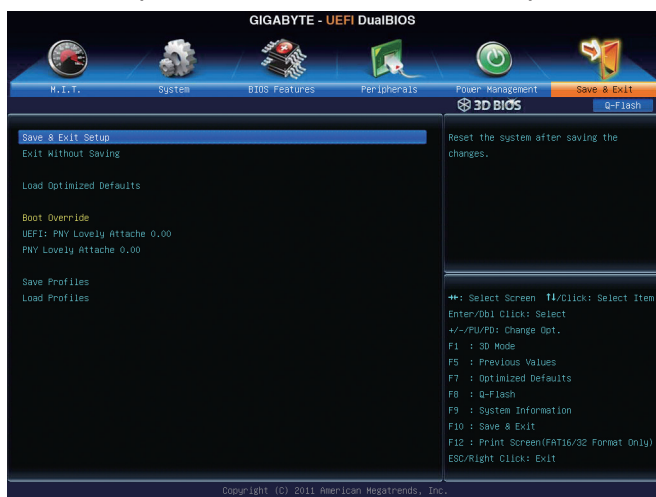 GIGABYTE - UEFI DualBIOS
M.I.T.
System
BIOS Features
Peripherals
Power Management
Save & Exit
3D BIOS
Q-Flash
Save & Exit Setup
Exit Without Saving
Load Optimized Defaults
Boot Override
UEFI: PNY Lovely Attache 0.00
PNY Lovely Attache 0.00
Save Profiles
Load Profiles
Reset the system after saving the
changes.
→←: Select Screen ↑↓/Click: Select Item
Enter/Dbl Click: Select
+/-/PU/PD: Change Opt.
F1 : 3D Mode
F5 : Previous Values
F7 : Optimized Defaults
F8 : Q-Flash
F9 : System Information
F10 : Save & Exit
F12 : Print Screen(FAT16/32 Format Only)
ESC/Right Click: Exit
Copyright (C) 2011 American Megatrends, Inc.